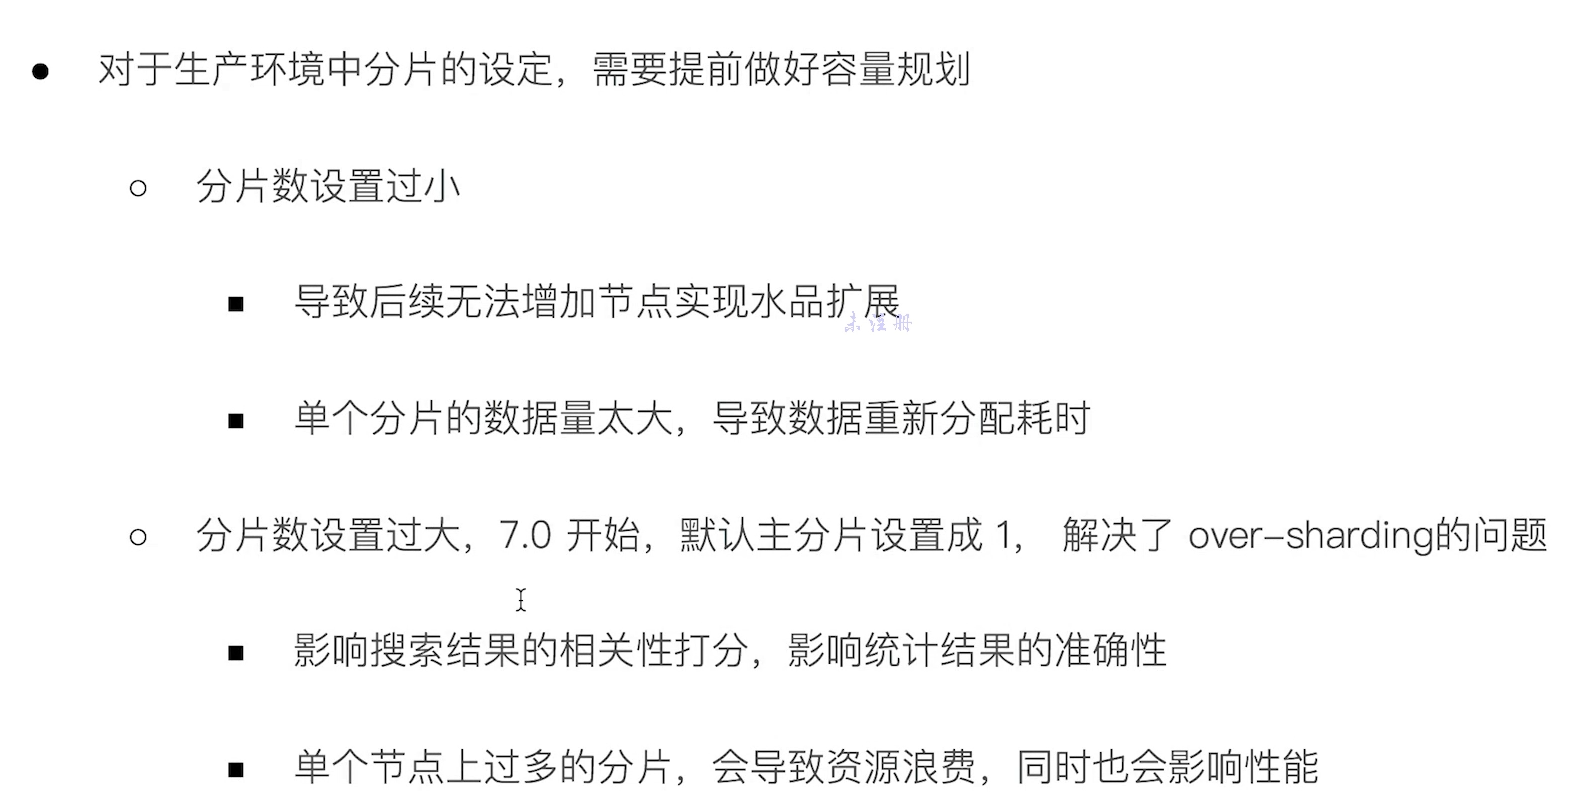 对于生产环境中分片的设定，需要提前做好容量规划
分片数设置过小
导致后续无法增加节点实现水品扩展
未注册
单个分片的数据量太大，导致数据重新分配耗时
分片数设置过大，7.0 开始，默认主分片设置成 1， 解决了 over-sharding的问题
影响搜索结果的相关性打分，影响统计结果的准确性
单个节点上过多的分片，会导致资源浪费，同时也会影响性能